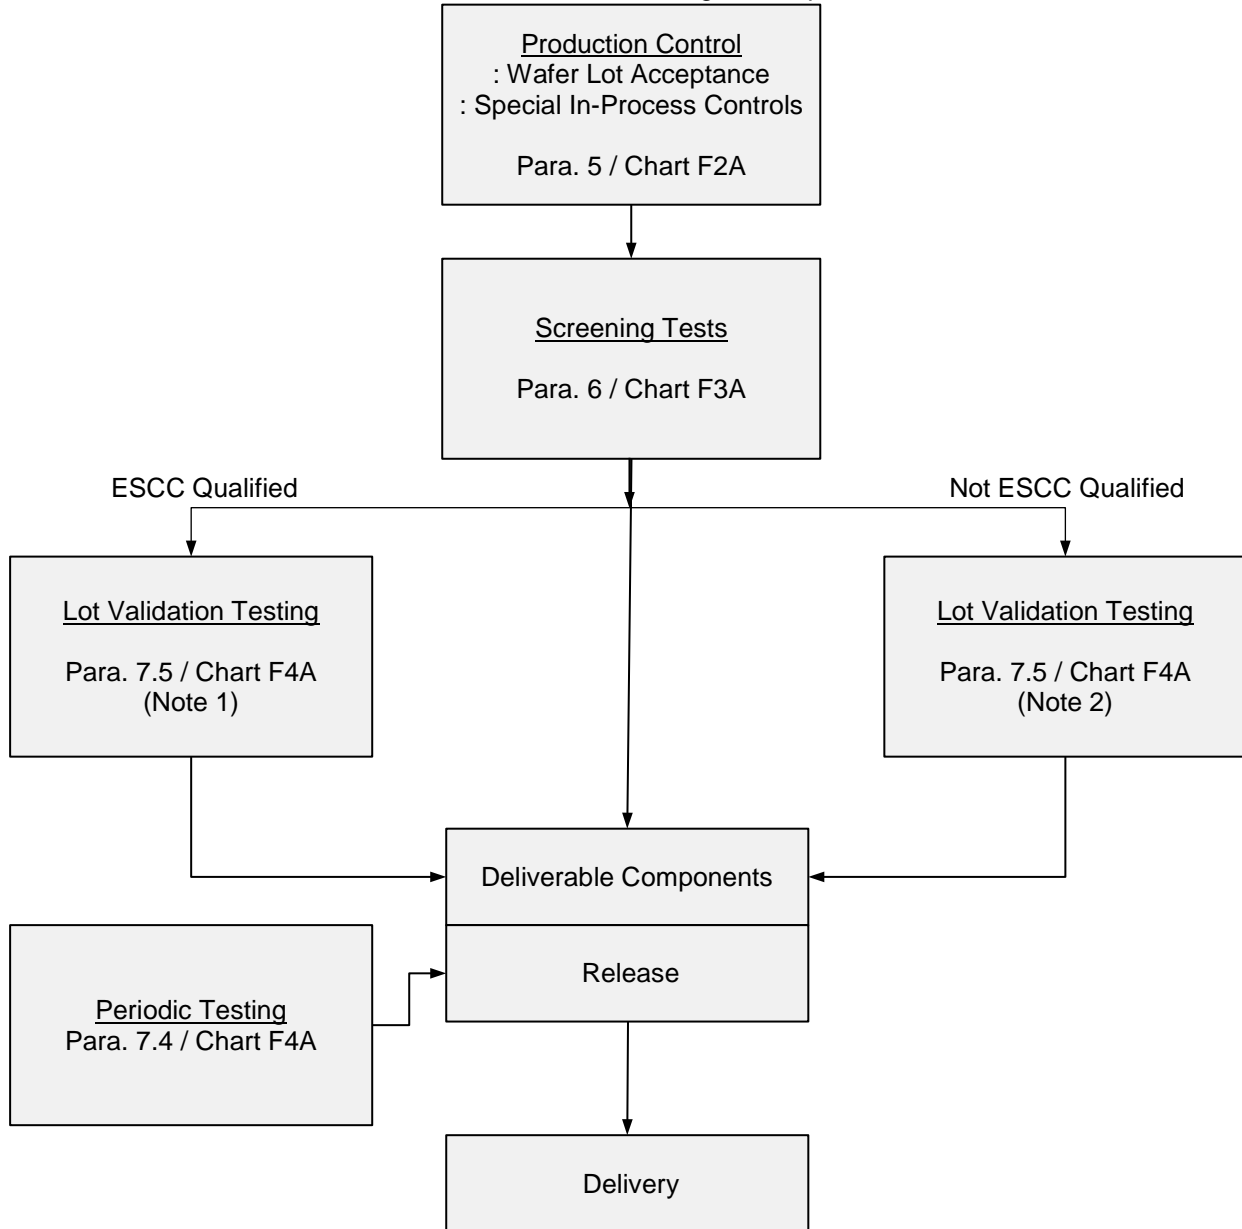 Production Control
: Wafer Lot Acceptance
: Special In-Process Controls
Para. 5 / Chart F2A
Screening Tests
Para. 6 / Chart F3A
ESCC Qualified
Not ESCC Qualified
Lot Validation Testing
Para. 7.5 / Chart F4A
(Note 1)
Lot Validation Testing
Para. 7.5 / Chart F4A
(Note 2)
Deliverable Components
Release
Periodic Testing
Para. 7.4 / Chart F4A
Delivery